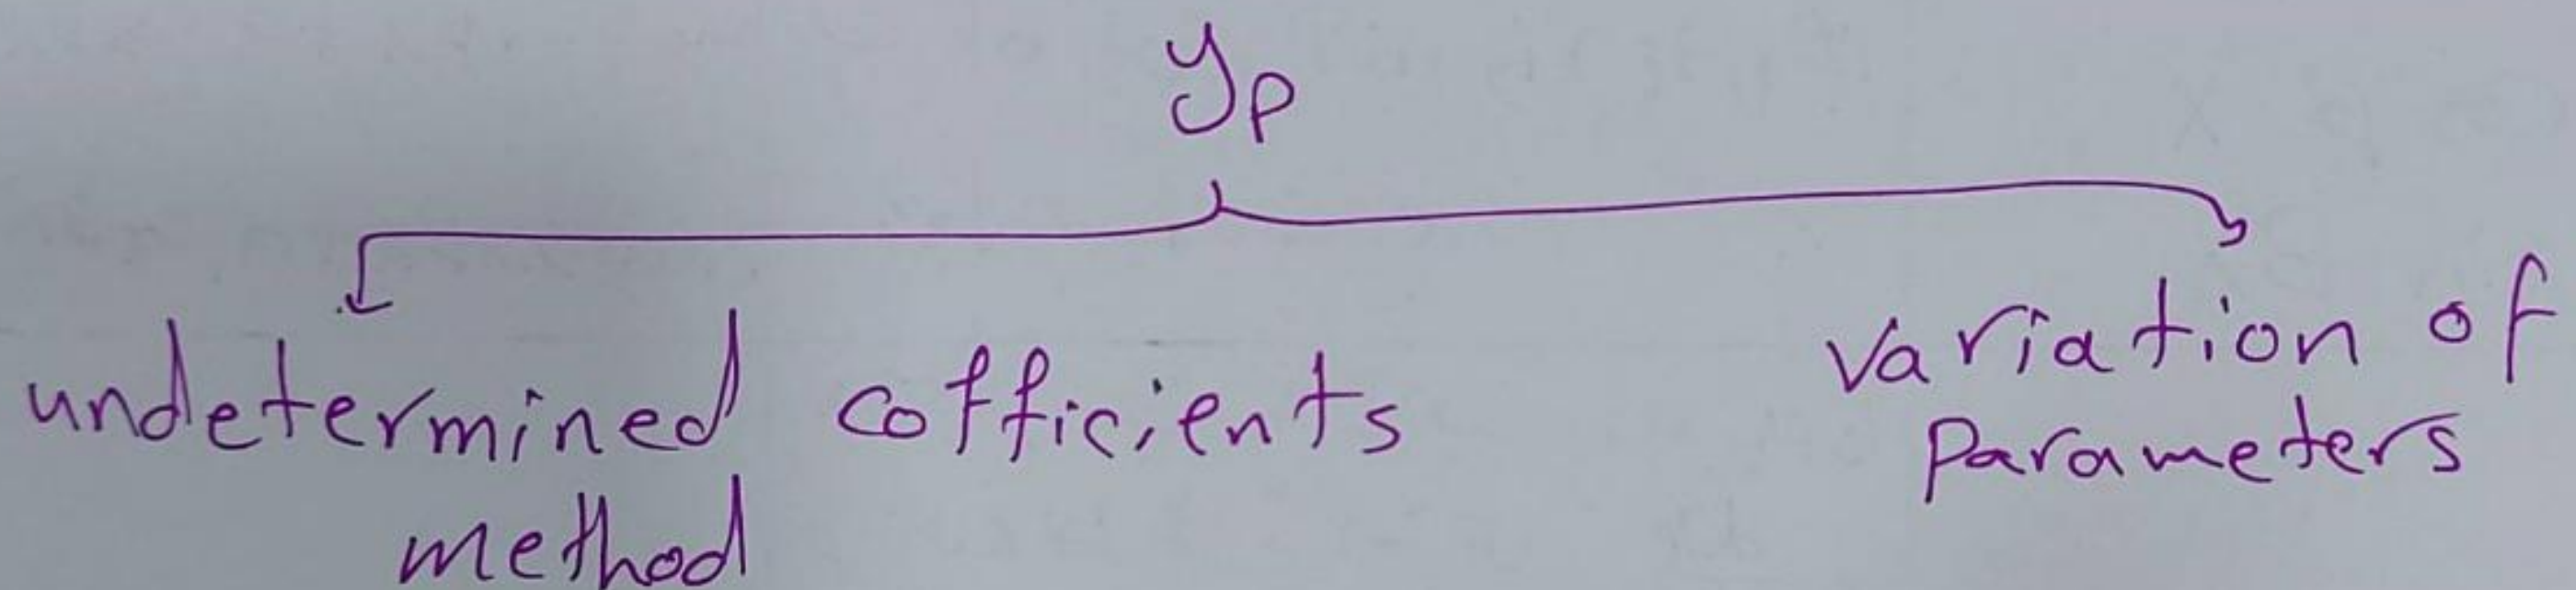 yp
undetermined cofficients
method
variation of
parameters